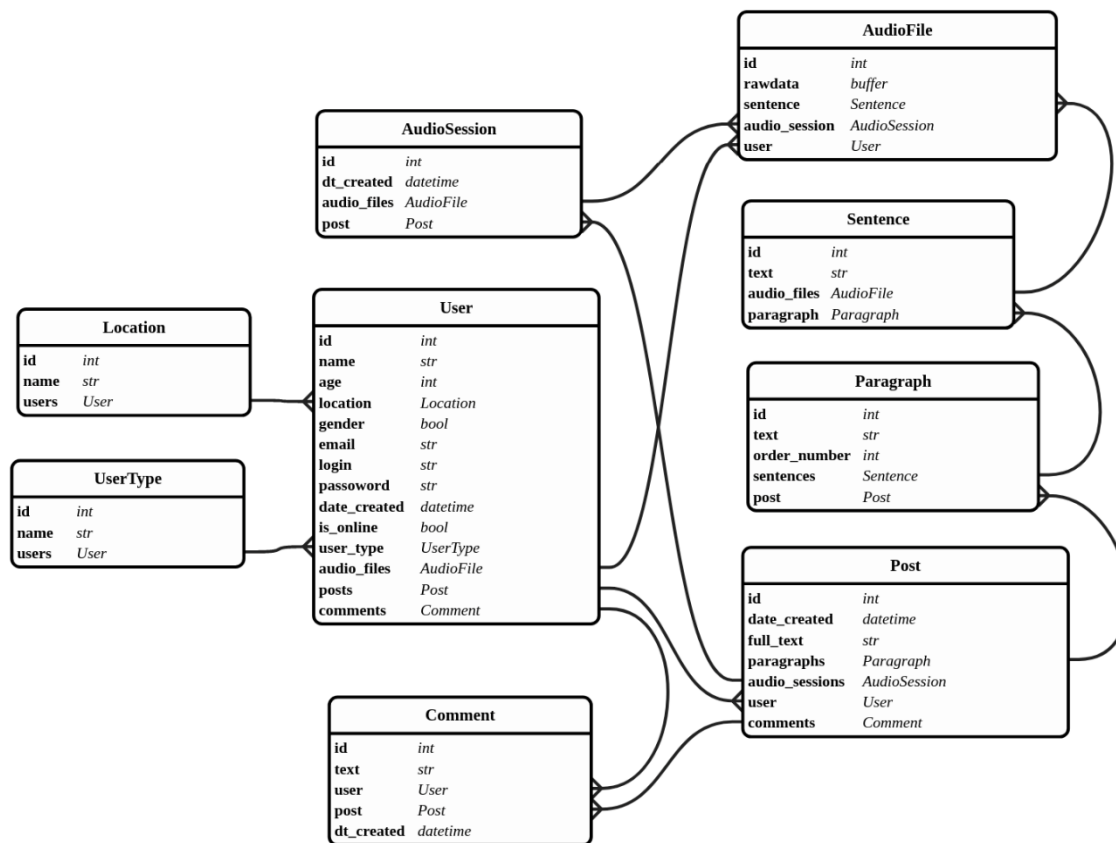 AudioFile
id int
rawdata buffer
sentence Sentence
audio_session AudioSession
user User
AudioSession
id int
dt_created datetime
audio_files AudioFile
post Post
Sentence
id int
text str
audio_files AudioFile
paragraph Paragraph
Location
id int
name str
users User
User
id int
name str
age int
location Location
gender bool
email str
login str
passoword str
date_created datetime
is_online bool
user_type UserType
audio_files AudioFile
posts Post
comments Comment
Paragraph
id int
text str
order_number int
sentences Sentence
post Post
UserType
id int
name str
users User
Post
id int
date_created datetime
full_text str
paragraphs Paragraph
audio_sessions AudioSession
user User
comments Comment
Comment
id int
text str
user User
post Post
dt_created datetime